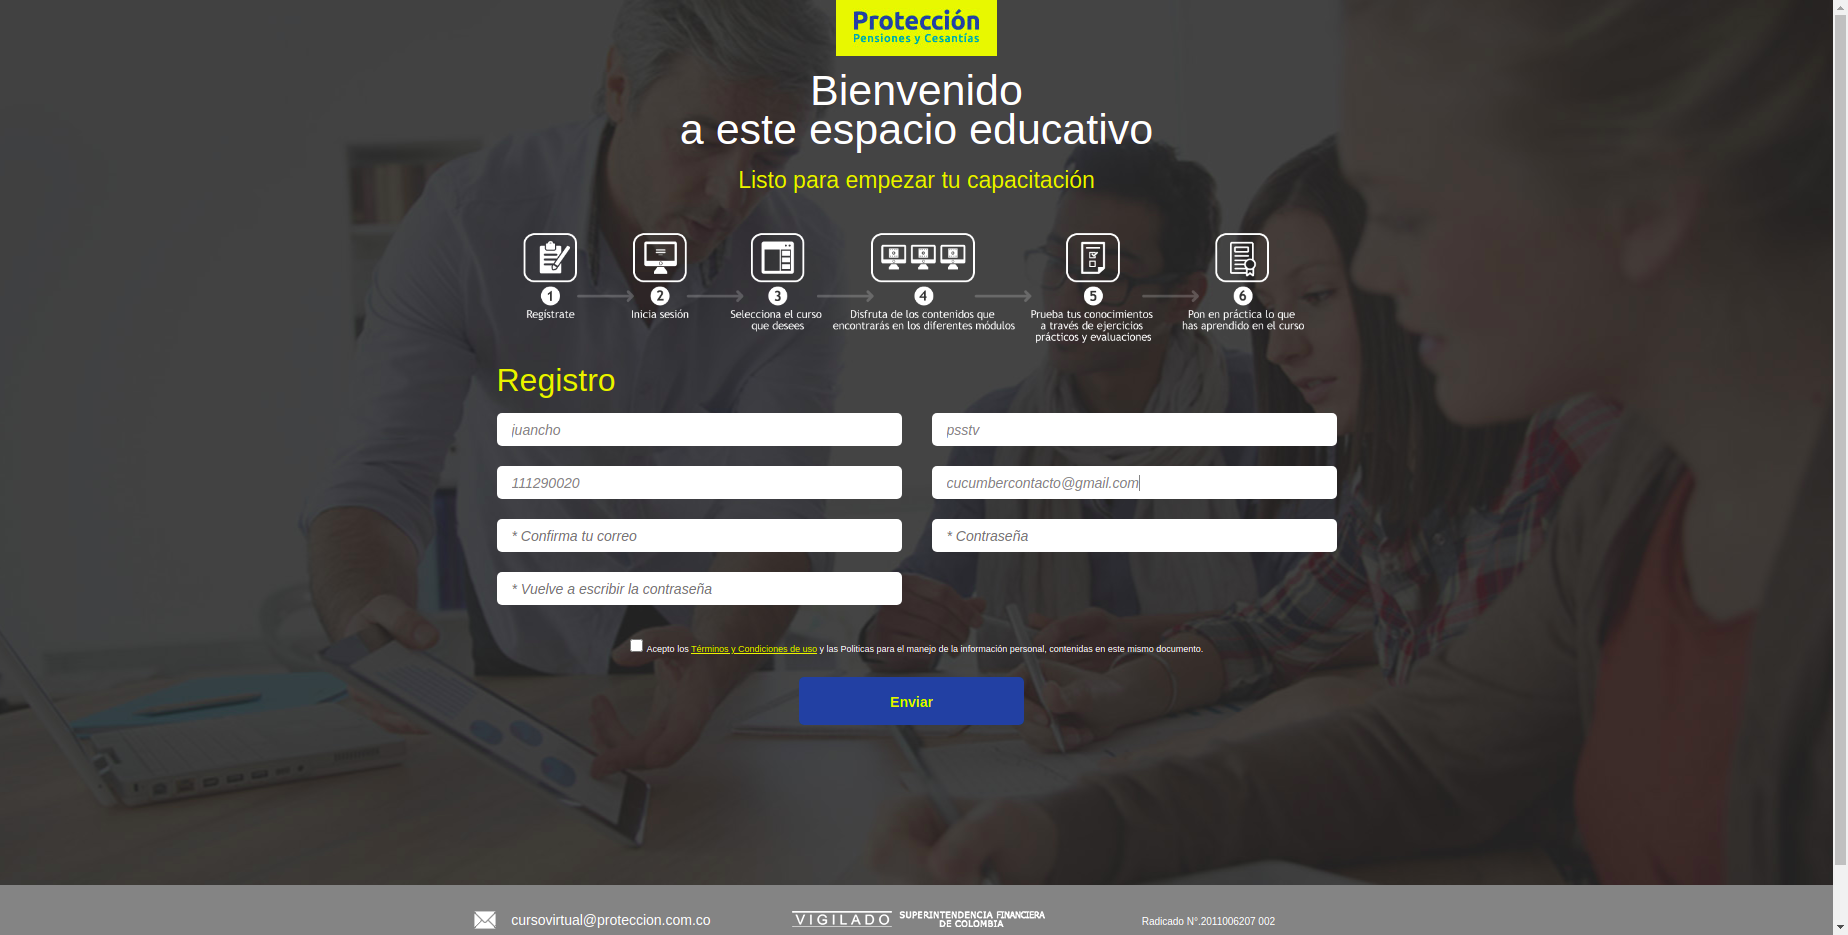 Protección
Pensiones y Cesantías
Bienvenido
a este espacio educativo
Listo para empezar tu capacitación
1
Regístrate
2
Inicia sesión
3
Selecciona el curso
que desees
4
Disfruta de los contenidos que
encontrarás en los diferentes módulos
5
Prueba tus conocimientos
a través de ejercicios
prácticos y evaluaciones
6
Pon en práctica lo que
has aprendido en el curso
Registro
juancho
psstv
111290020
cucumbercontacto@gmail.com
* Confirma tu correo
* Contraseña
* Vuelve a escribir la contraseña
Acepto los Términos y Condiciones de uso y las Politicas para el manejo de la información personal, contenidas en este mismo documento.
Enviar
cursovirtual@proteccion.com.co
VIGILADO
SUPERINTENDENCIA FINANCIERA
DE COLOMBIA
Radicado N°.2011006207 002